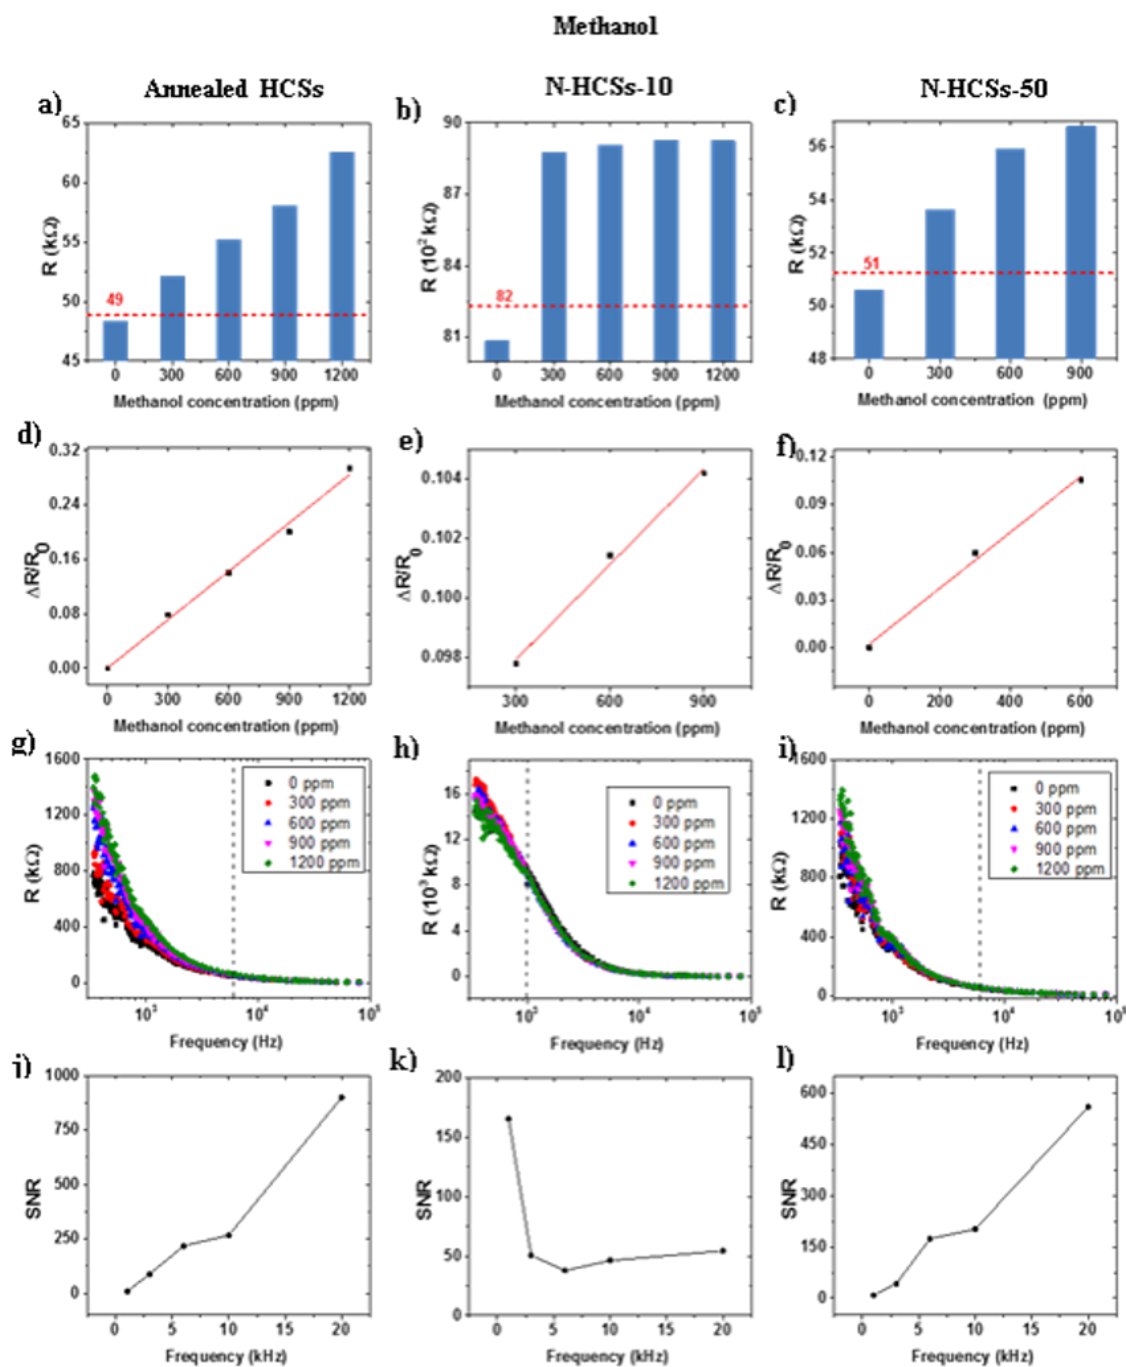 Methanol
Annealed HCSs
N-HCSs-10
N-HCSs-50
a)
65
60
55
50
45
R (kΩ)
49
0 300 600 900 1200
Methanol concentration (ppm)
b)
90
87
84
81
R (10² kΩ)
82
0 300 600 900 1200
Methanol concentration (ppm)
c)
56
54
52
50
48
R (kΩ)
51
0 300 600 900
Methanol concentration (ppm)
d)
0.32
0.24
0.16
0.08
0.00
ΔR/R₀
0 300 600 900 1200
Methanol concentration (ppm)
e)
0.104
0.102
0.100
0.098
ΔR/R₀
300 600 900
Methanol concentration (ppm)
f)
0.12
0.09
0.06
0.03
0.00
ΔR/R₀
0 200 400 600
Methanol concentration (ppm)
g)
1600
1200
800
400
0
R (kΩ)
0 ppm
300 ppm
600 ppm
900 ppm
1200 ppm
10³ 10⁴ 10⁵
Frequency (Hz)
h)
16
12
8
4
0
R (10³ kΩ)
0 ppm
300 ppm
600 ppm
900 ppm
1200 ppm
10³ 10⁴ 10⁵
Frequency (Hz)
i)
1600
1200
800
400
0
R (kΩ)
0 ppm
300 ppm
600 ppm
900 ppm
1200 ppm
10³ 10⁴ 10⁵
Frequency (Hz)
j)
1000
750
500
250
0
SNR
0 5 10 15 20
Frequency (kHz)
k)
200
150
100
50
0
SNR
0 5 10 15 20
Frequency (kHz)
l)
600
450
300
150
0
SNR
0 5 10 15 20
Frequency (kHz)